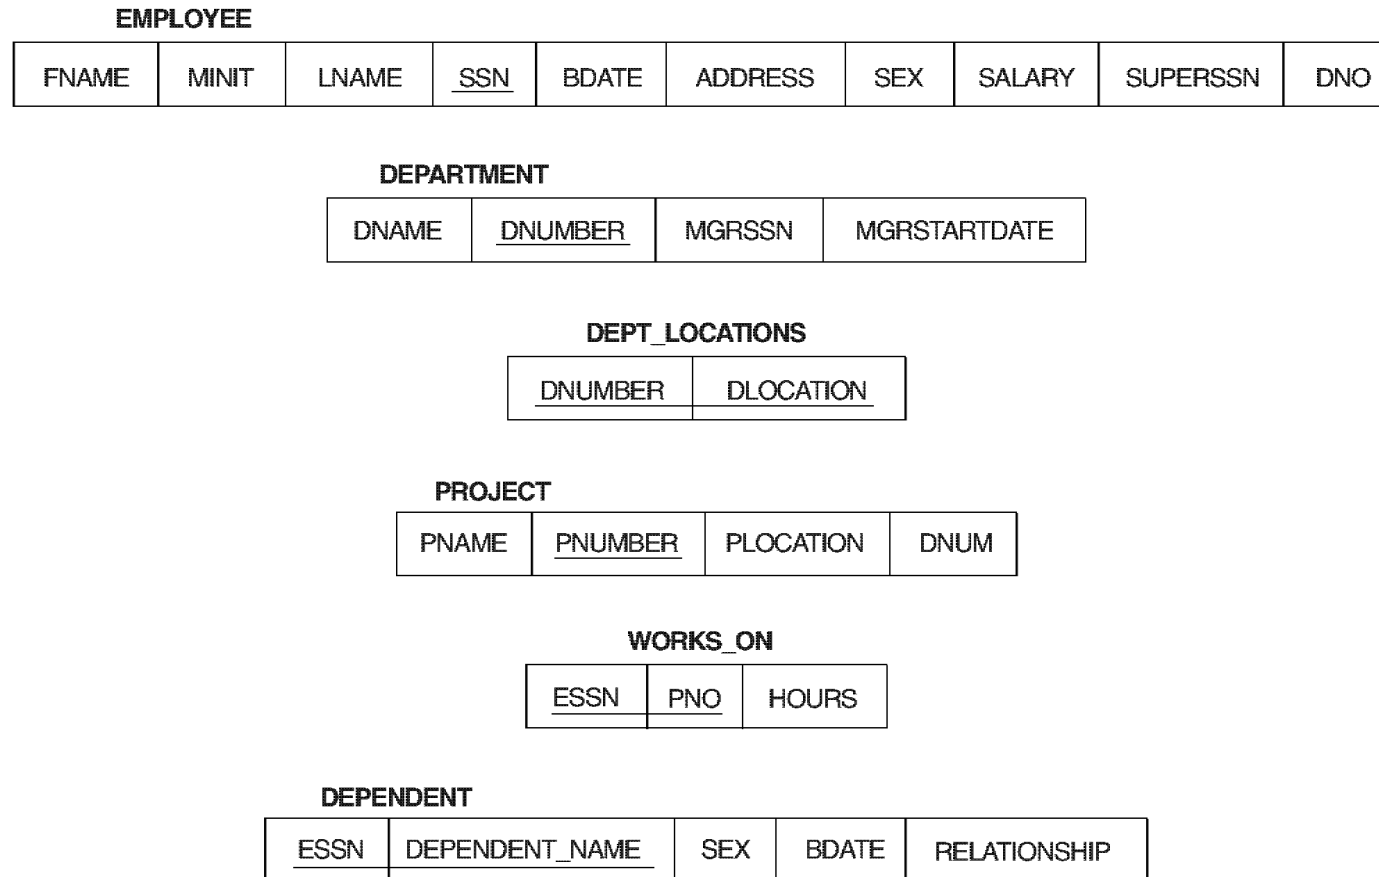 EMPLOYEE
FNAME MINIT LNAME SSN BDATE ADDRESS SEX SALARY SUPERSSN DNO
DEPARTMENT
DNAME DNUMBER MGRSSN MGRSTARTDATE
DEPT_LOCATIONS
DNUMBER DLOCATION
PROJECT
PNAME PNUMBER PLOCATION DNUM
WORKS_ON
ESSN PNO HOURS
DEPENDENT
ESSN DEPENDENT_NAME SEX BDATE RELATIONSHIP